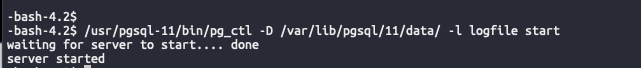 -bash-4.2$
-bash-4.2$ /usr/pgsql-11/bin/pg_ctl -D /var/lib/pgsql/11/data/ -l logfile start
waiting for server to start.... done
server started